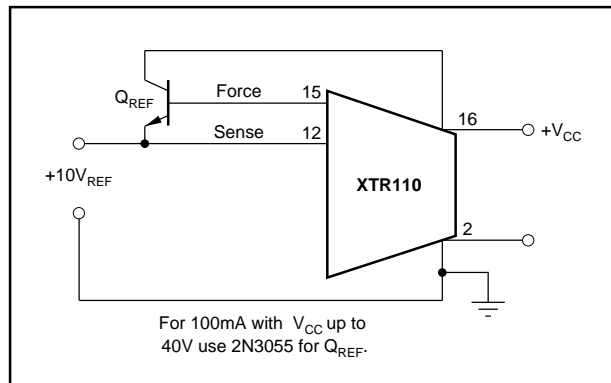 Q_REF
Force
15
Sense
12
16
+V_CC
+10V_REF
XTR110
2
For 100mA with V_CC up to
40V use 2N3055 for Q_REF.